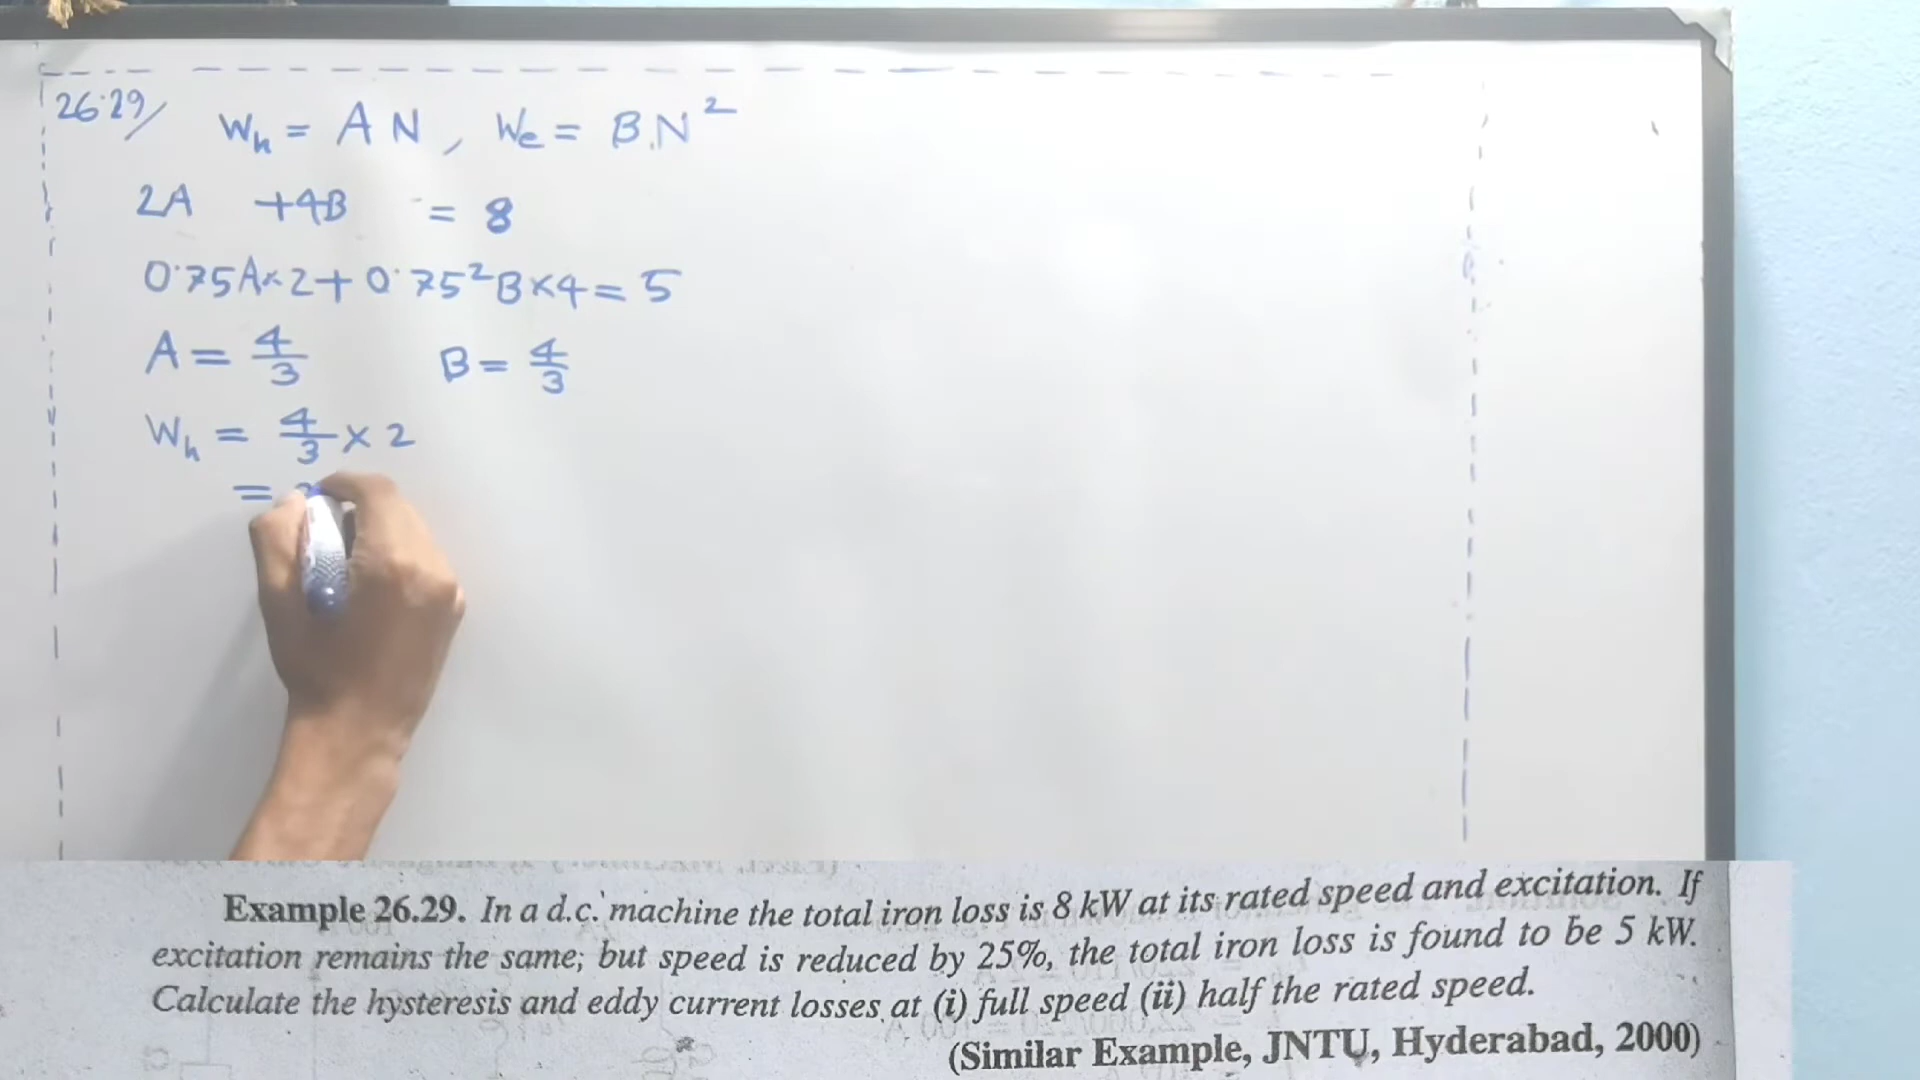 26.29/ Wh = AN, We = B.N²
2A + 4B = 8
0.75A×2 + 0.75²B×4 = 5
A = 4/3 B = 4/3
Wh = 4/3 × 2
=
Example 26.29. In a d.c. machine the total iron loss is 8 kW at its rated speed and excitation. If
excitation remains the same; but speed is reduced by 25%, the total iron loss is found to be 5 kW.
Calculate the hysteresis and eddy current losses at (i) full speed (ii) half the rated speed.
(Similar Example, JNTU, Hyderabad, 2000)